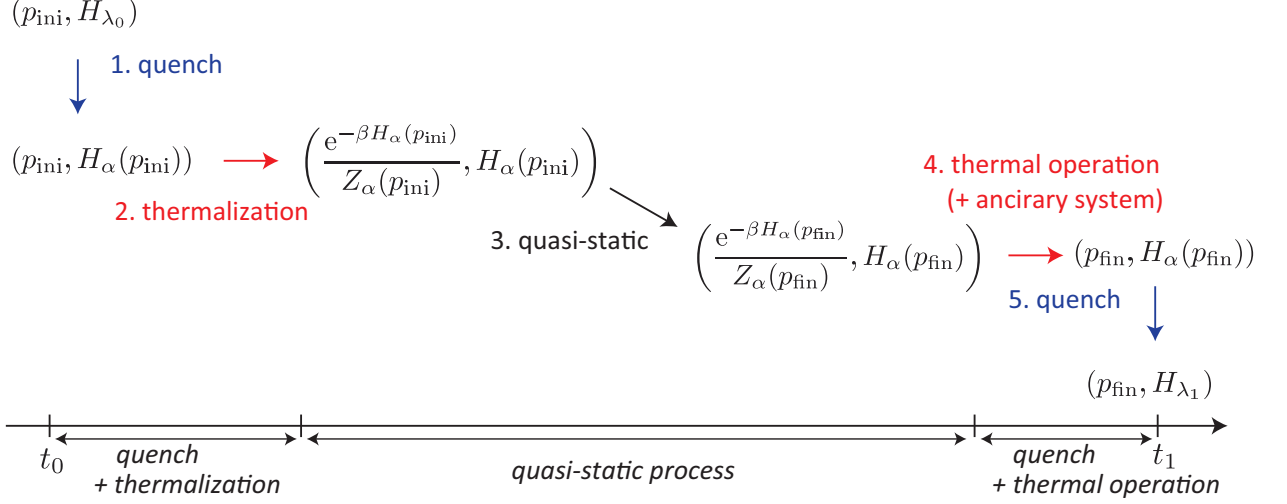 (p_ini, H_λ₀)
1. quench
(p_ini, H_α(p_ini))
(e^{−βH_α(p_ini)} / Z_α(p_ini), H_α(p_ini))
2. thermalization
3. quasi-static
(e^{−βH_α(p_fin)} / Z_α(p_fin), H_α(p_fin))
4. thermal operation
(+ ancirary system)
(p_fin, H_α(p_fin))
5. quench
(p_fin, H_λ₁)
t₀
quench
+ thermalization
quasi-static process
quench
+ thermal operation
t₁